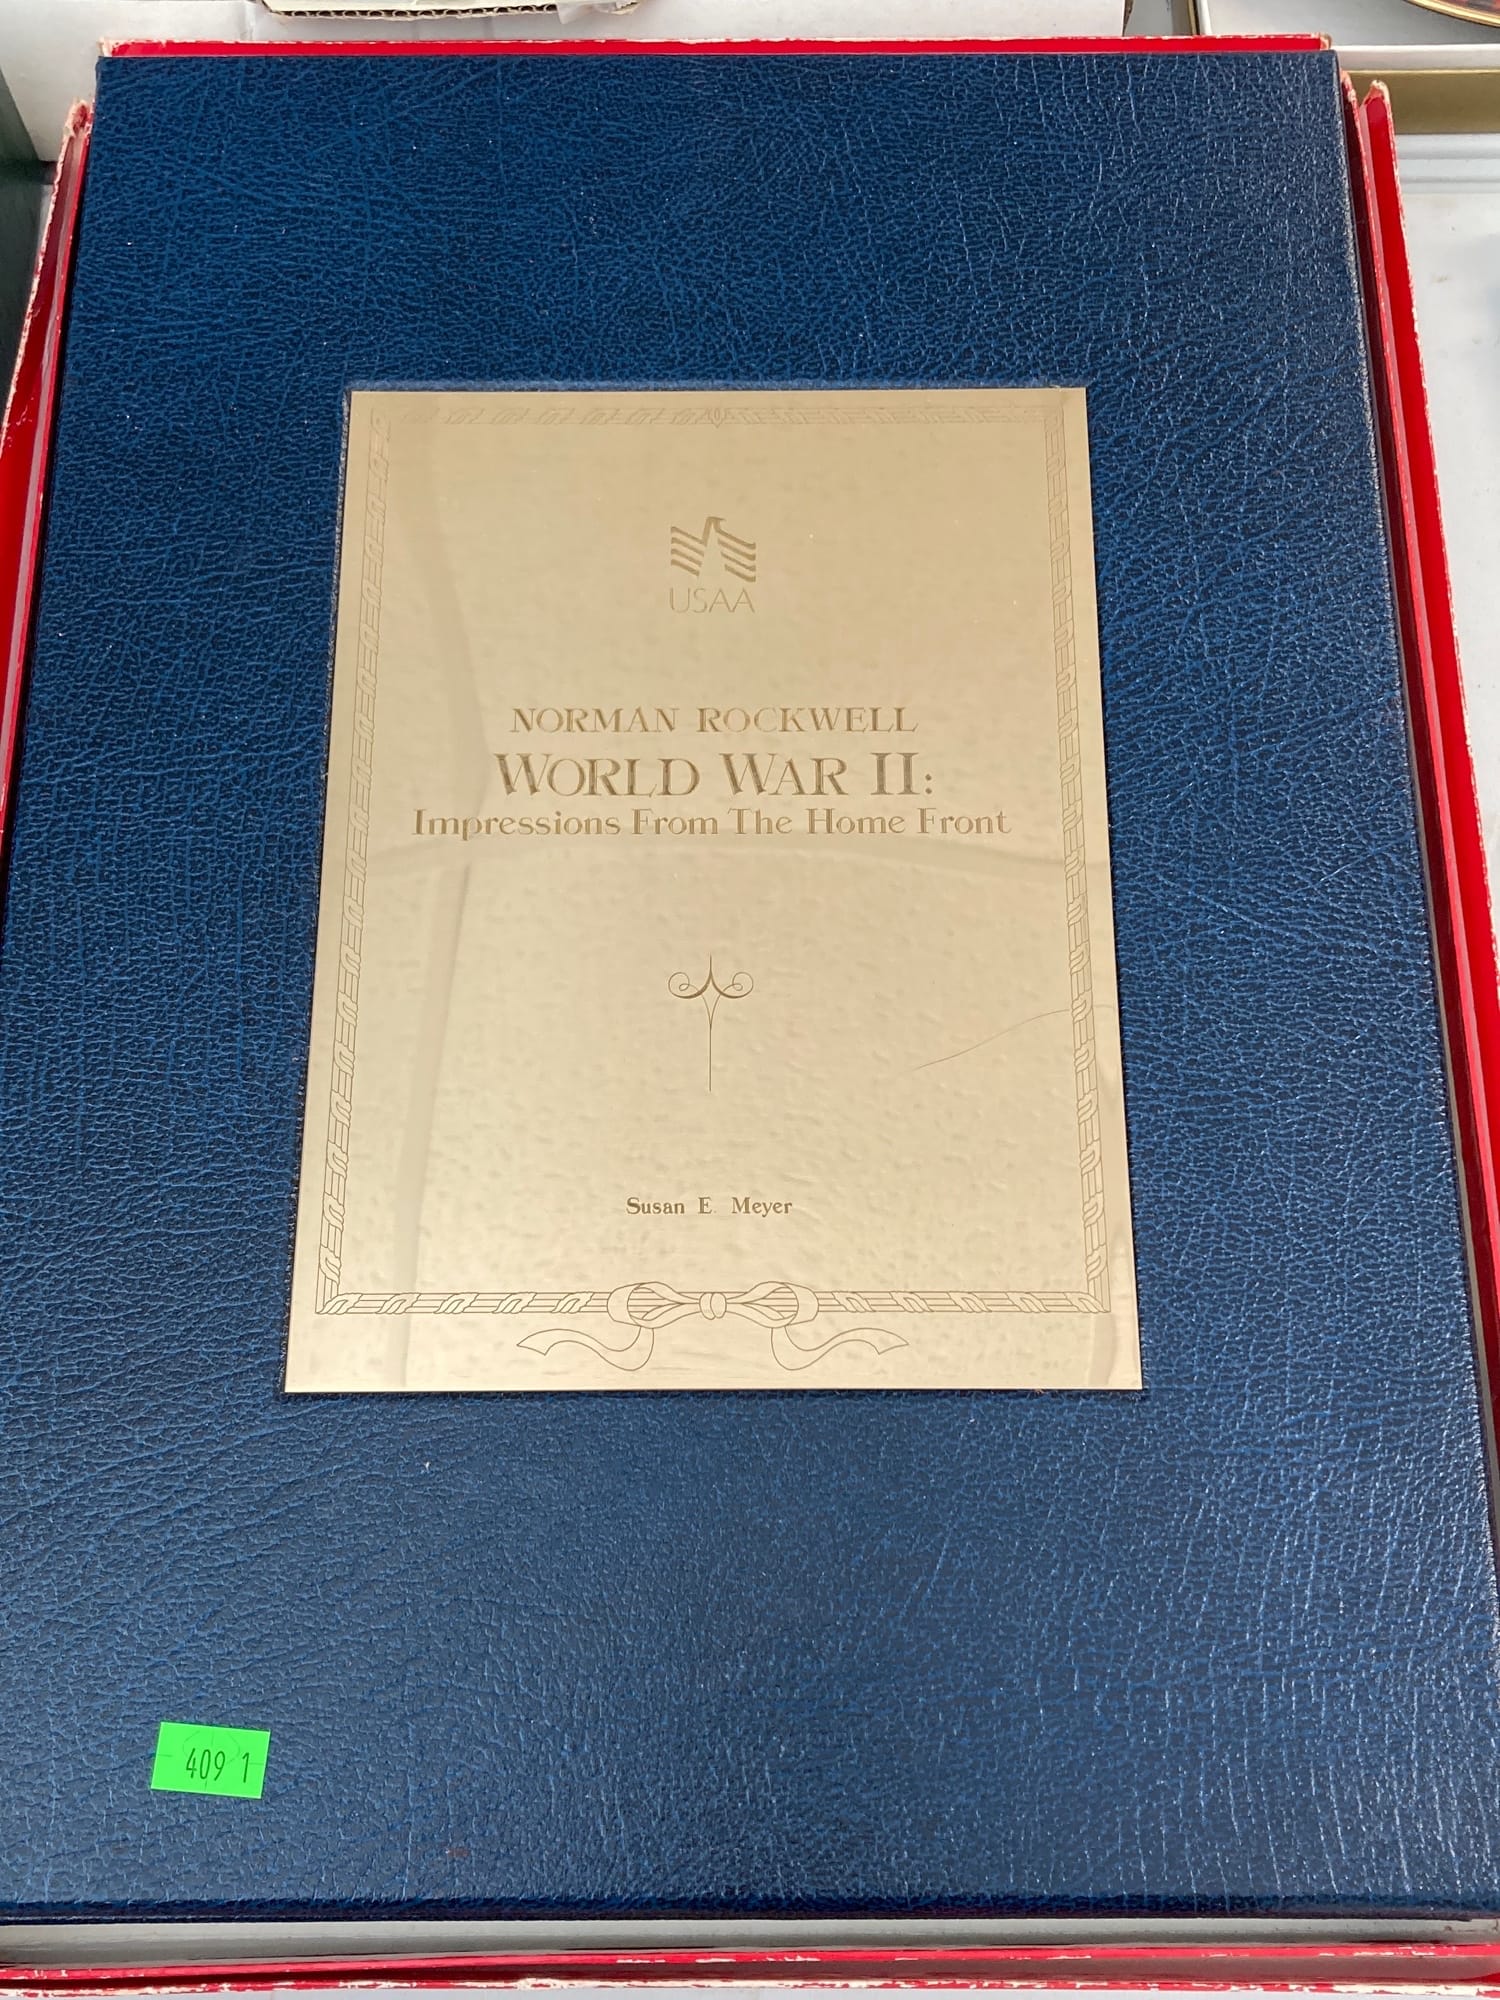 USAA
NORMAN ROCKWELL
WORLD WAR II:
Impressions From The Home Front
Susan E. Meyer
409 1